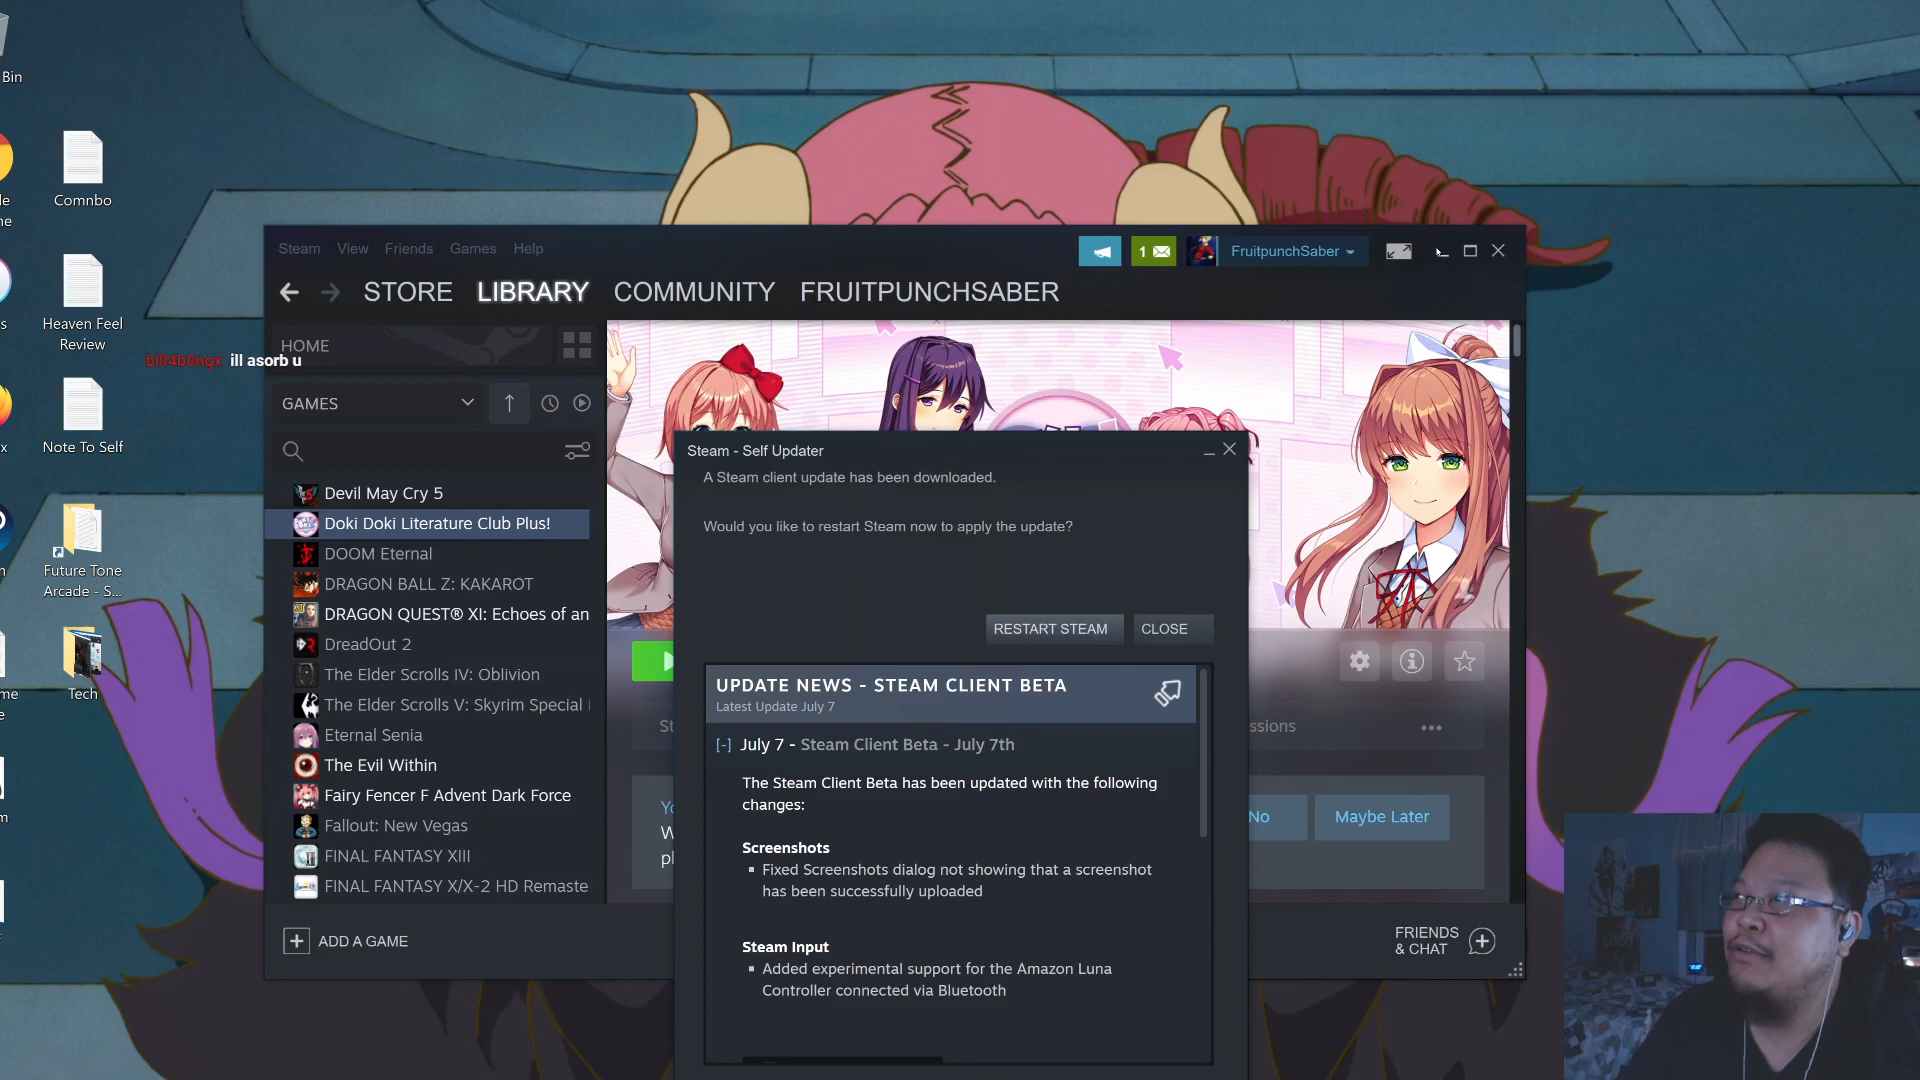 Bin
Comnbo
Heaven Feel
Review
Note To Self
Future Tone
Arcade - S...
Tech
bill4b0ngx ill asorb u
Steam View Friends Games Help
1
FruitpunchSaber
STORE LIBRARY COMMUNITY FRUITPUNCHSABER
HOME
GAMES
Devil May Cry 5
Doki Doki Literature Club Plus!
DOOM Eternal
DRAGON BALL Z: KAKAROT
DRAGON QUEST® XI: Echoes of an
DreadOut 2
The Elder Scrolls IV: Oblivion
The Elder Scrolls V: Skyrim Special
Eternal Senia
The Evil Within
Fairy Fencer F Advent Dark Force
Fallout: New Vegas
FINAL FANTASY XIII
FINAL FANTASY X/X-2 HD Remaste
ADD A GAME
Steam - Self Updater
A Steam client update has been downloaded.
Would you like to restart Steam now to apply the update?
RESTART STEAM CLOSE
UPDATE NEWS - STEAM CLIENT BETA
Latest Update July 7
[-] July 7 - Steam Client Beta - July 7th
The Steam Client Beta has been updated with the following
changes:
Screenshots
▪ Fixed Screenshots dialog not showing that a screenshot
has been successfully uploaded
Steam Input
▪ Added experimental support for the Amazon Luna
Controller connected via Bluetooth
No
Maybe Later
FRIENDS
& CHAT